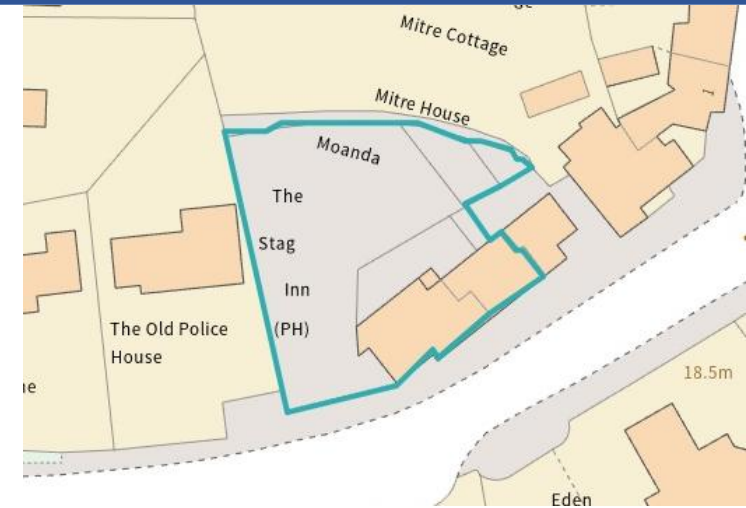 Mitre Cottage
Mitre House
Moanda
The
Stag
Inn
(PH)
The Old Police
House
18.5m
Eden